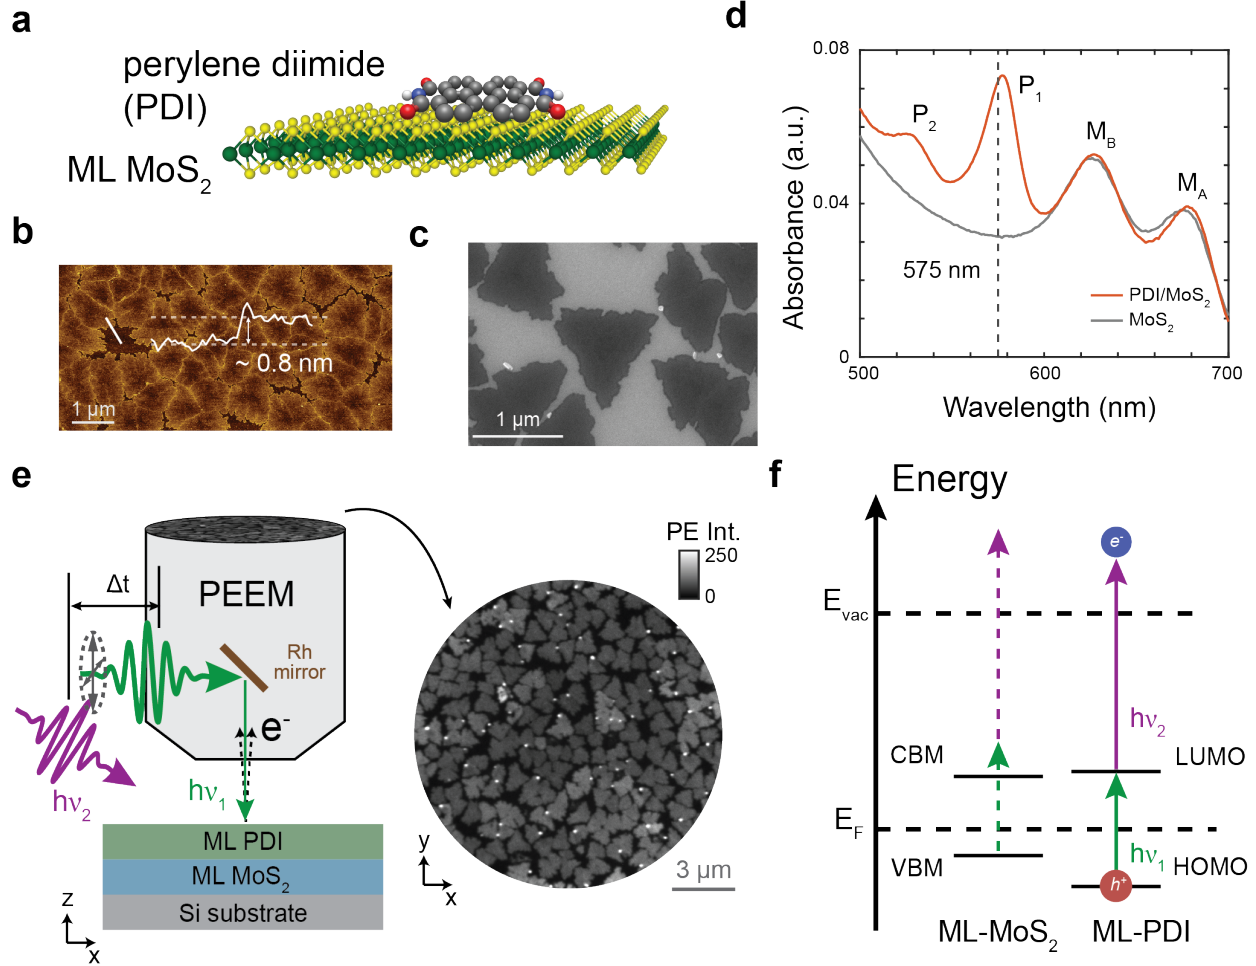 a
perylene diimide
(PDI)
ML MoS2
b
~ 0.8 nm
1 µm
c
1 µm
d
0.08
0.04
0
Absorbance (a.u.)
P2
P1
MB
MA
575 nm
PDI/MoS2
MoS2
500
600
700
Wavelength (nm)
e
Δt
PEEM
Rh
mirror
e-
hν2
hν1
ML PDI
ML MoS2
Si substrate
z
x
PE Int.
250
0
y
x
3 µm
f
Energy
e-
Evac
hν2
CBM
LUMO
EF
hν1
VBM
HOMO
h+
ML-MoS2
ML-PDI